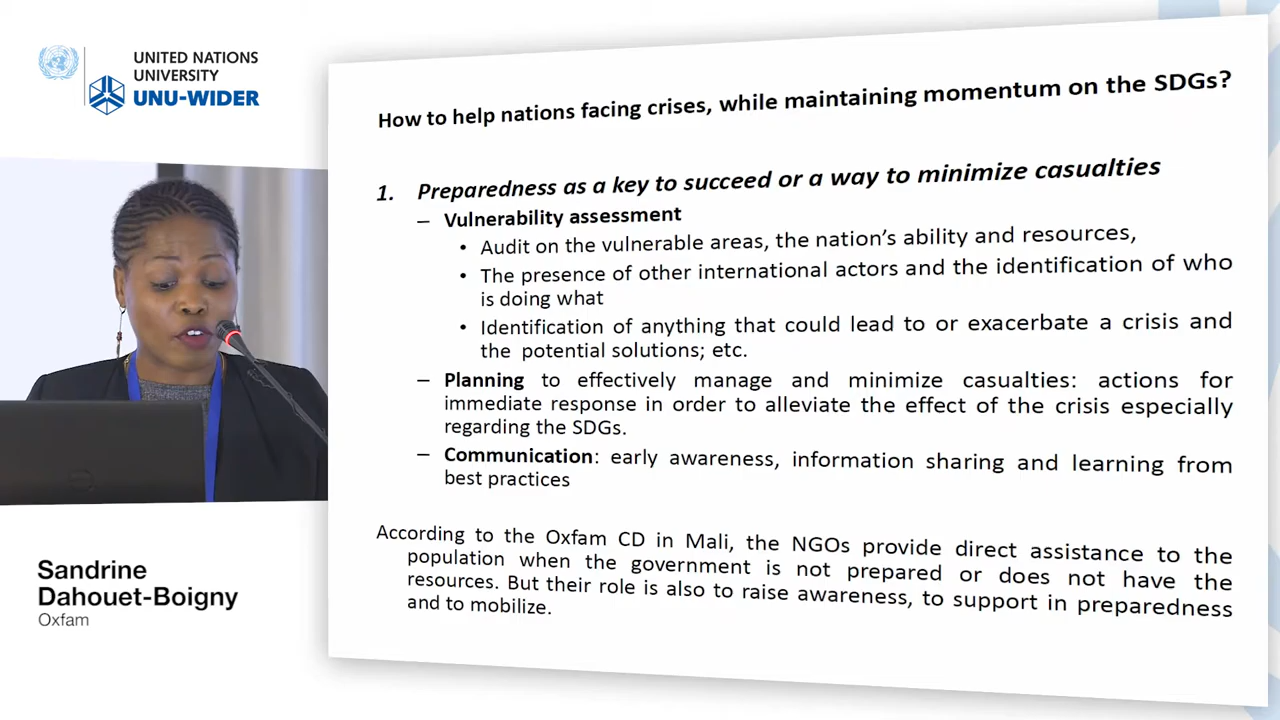 UNITED NATIONS
UNIVERSITY
UNU-WIDER
How to help nations facing crises, while maintaining momentum on the SDGs?
1. Preparedness as a key to succeed or a way to minimize casualties
– Vulnerability assessment
• Audit on the vulnerable areas, the nation's ability and resources,
• The presence of other international actors and the identification of who
is doing what
• Identification of anything that could lead to or exacerbate a crisis and
the potential solutions; etc.
– Planning to effectively manage and minimize casualties: actions for
immediate response in order to alleviate the effect of the crisis especially
regarding the SDGs.
– Communication: early awareness, information sharing and learning from
best practices
According to the Oxfam CD in Mali, the NGOs provide direct assistance to the
population when the government is not prepared or does not have the
resources. But their role is also to raise awareness, to support in preparedness
and to mobilize.
Sandrine
Dahouet-Boigny
Oxfam